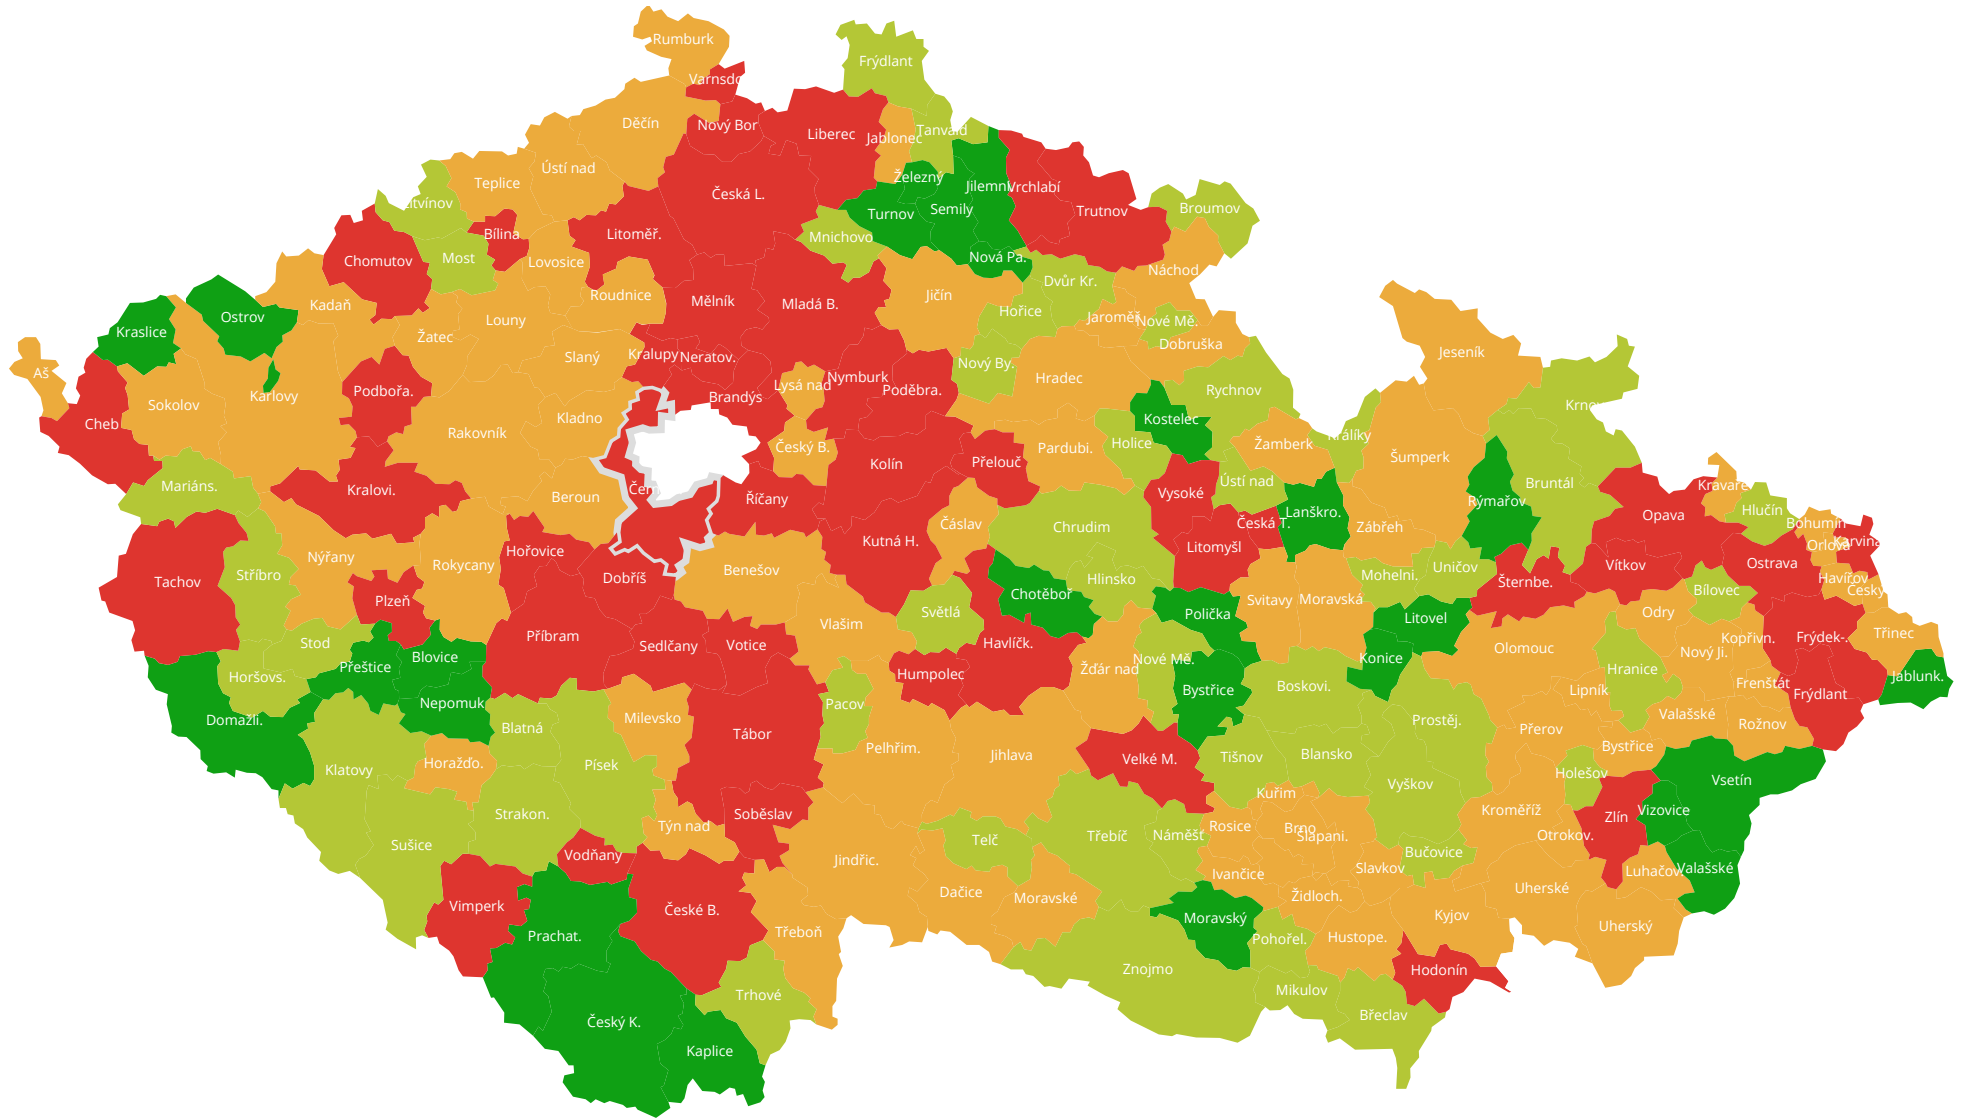 Rumburk
Frýdlant
Varnsdo
Děčín
Nový Bor
Liberec
Jablonec
Tanvald
Ústí nad
Teplice
Železný
Jilemni
Vrchlabí
Česká L.
Litvínov
Turnov
Semily
Trutnov
Broumov
Bílina
Litoměř.
Mnichovo
Chomutov
Most
Lovosice
Nová Pa.
Náchod
Roudnice
Mělník
Mladá B.
Jičín
Dvůr Kr.
Kadaň
Ostrov
Louny
Hořice
Jaroměř
Nové Mě.
Kraslice
Žatec
Dobruška
Slaný
Kralupy
Neratov.
Jeseník
Aš
Nový By.
Podbořa.
Lysá nad
Nymburk
Poděbra.
Hradec
Rychnov
Karlovy
Sokolov
Brandýs
Krnov
Cheb
Kladno
Kostelec
Rakovník
Králíky
Český B.
Pardubi.
Holice
Žamberk
Kolín
Přelouč
Šumperk
Mariáns.
Kralovi.
Beroun
Čern
Říčany
Vysoké
Ústí nad
Bruntál
Kravaře
Rýmařov
Lanškro.
Opava
Hlučín
Čáslav
Chrudim
Česká T.
Zábřeh
Bohumín
Kutná H.
Litomyšl
Karviná
Orlová
Hořovice
Nýřany
Rokycany
Stříbro
Tachov
Dobříš
Benešov
Hlinsko
Mohelni.
Uničov
Vítkov
Ostrava
Havířov
Šternbe.
Český
Chotěboř
Bílovec
Plzeň
Světlá
Polička
Svitavy
Moravská
Odry
Litovel
Vlašim
Příbram
Sedlčany
Votice
Havlíčk.
Kopřivn.
Frýdek-.
Třinec
Stod
Olomouc
Nový Ji.
Přeštice
Blovice
Nové Mě.
Konice
Horšovs.
Humpolec
Žďár nad
Hranice
Jablunk.
Bystřice
Boskovi.
Lipník
Frenštát
Frýdlant
Nepomuk
Pacov
Domažli.
Milevsko
Blatná
Prostěj.
Valašské
Rožnov
Tábor
Přerov
Pelhřim.
Jihlava
Velké M.
Tišnov
Blansko
Bystřice
Horažďo.
Písek
Klatovy
Holešov
Vsetín
Vyškov
Kuřim
Strakon.
Soběslav
Kroměříž
Vizovice
Zlín
Týn nad
Rosice
Brno
Šlapani.
Třebíč
Náměšť
Otrokov.
Telč
Sušice
Vodňany
Jindřic.
Bučovice
Slavkov
Valašské
Luhačov
Ivančice
Uherské
Dačice
Moravské
Židloch.
Vimperk
České B.
Moravský
Kyjov
Uherský
Prachat.
Třeboň
Pohořel.
Hustope.
Znojmo
Hodonín
Trhové
Mikulov
Břeclav
Český K.
Kaplice